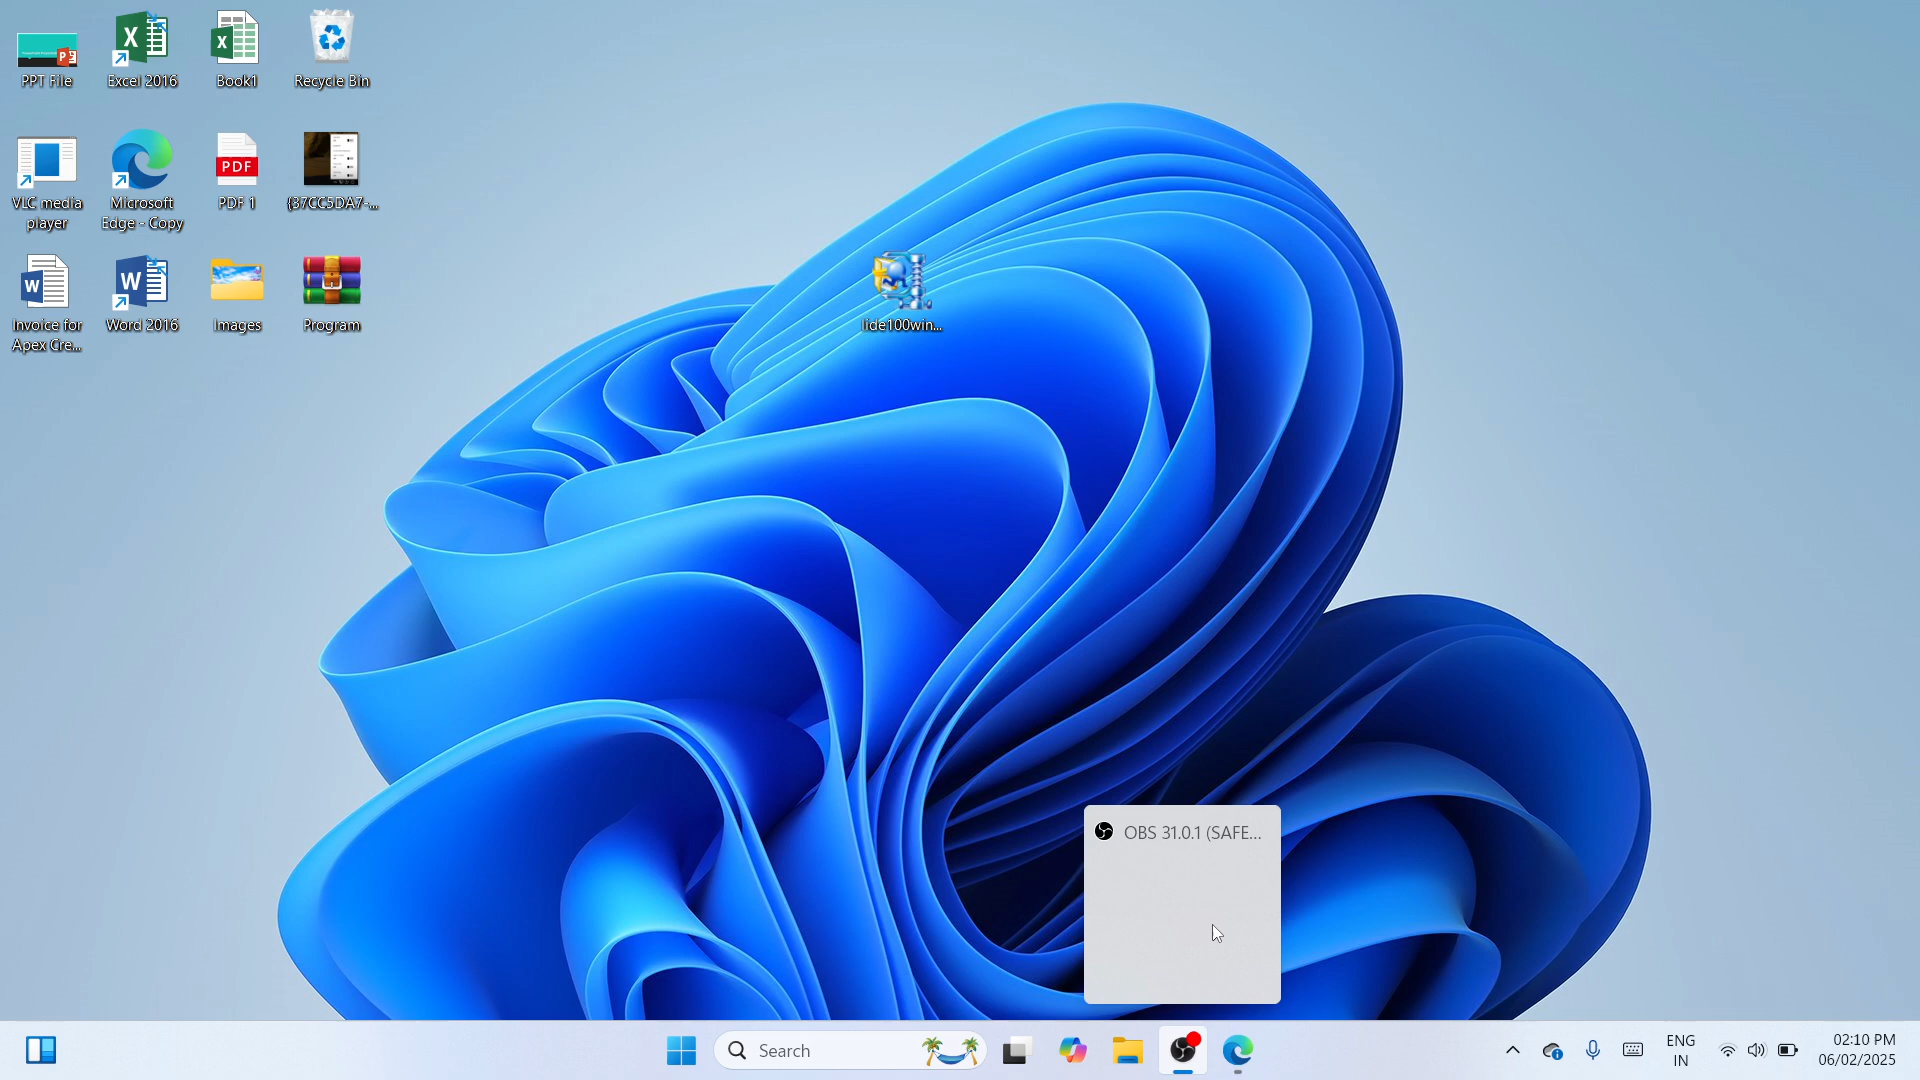 PPT File
Excel 2016
Book1
Recycle Bin
VLC media
player
Microsoft
Edge - Copy
PDF
PDF 1
{37CC5DA7-...
Invoice for
Apex Cre...
Word 2016
Images
Program
lide100win...
OBS 31.0.1 (SAFE...
Search
ENG
IN
02:10 PM
06/02/2025